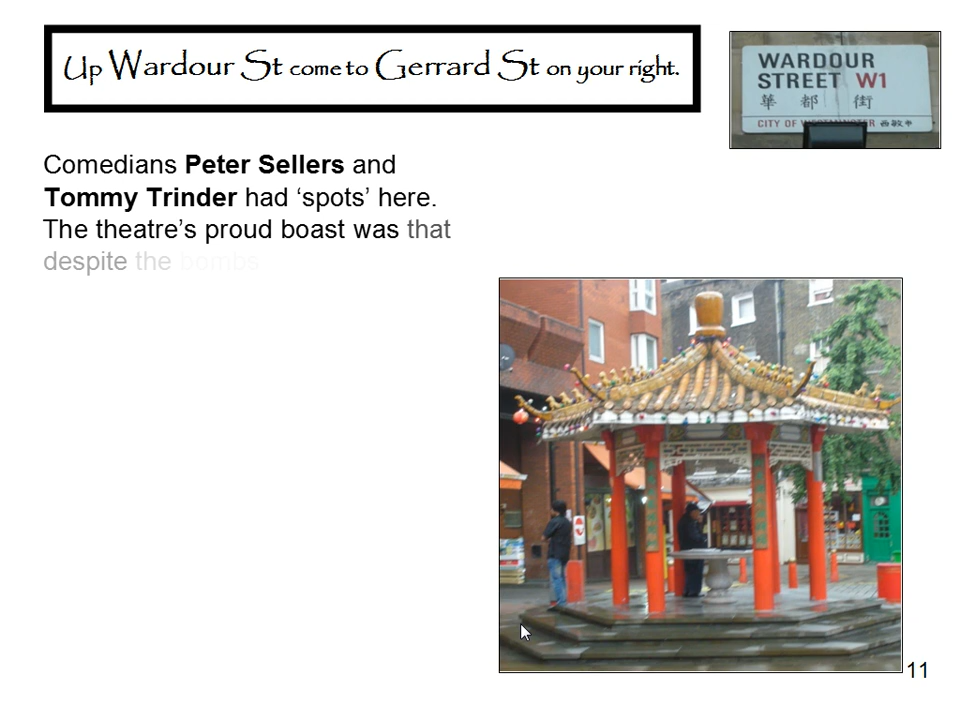 Up Wardour St come to Gerrard St on your right.
WARDOUR
STREET W1
華 都 街
CITY OF WESTMINSTER 西敏市
Comedians Peter Sellers and
Tommy Trinder had ‘spots’ here.
The theatre’s proud boast was that
despite the bombs
11